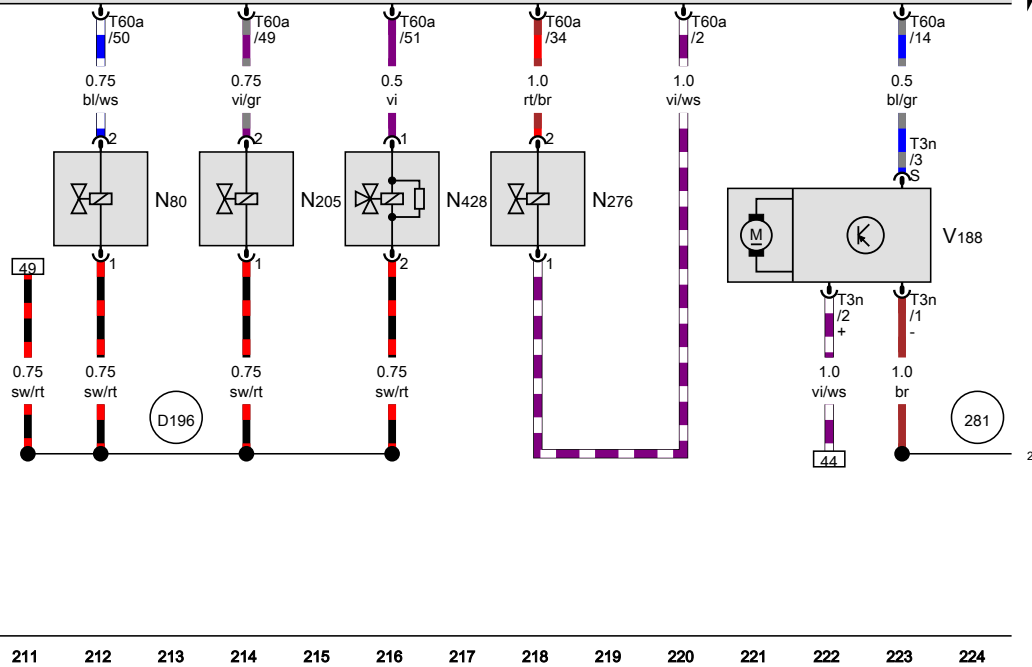 T60a
/50
T60a
/49
T60a
/51
T60a
/34
T60a
/2
T60a
/14
0.75
bl/ws
0.75
vi/gr
0.5
vi
1.0
rt/br
1.0
vi/ws
0.5
bl/gr
2
2
1
2
T3n
/3
S
N80
N205
N428
N276
M
V188
49
1
1
2
1
T3n
/2
+
T3n
/1
-
0.75
sw/rt
0.75
sw/rt
0.75
sw/rt
0.75
sw/rt
1.0
vi/ws
1.0
br
D196
281
44
2
211 212 213 214 215 216 217 218 219 220 221 222 223 224